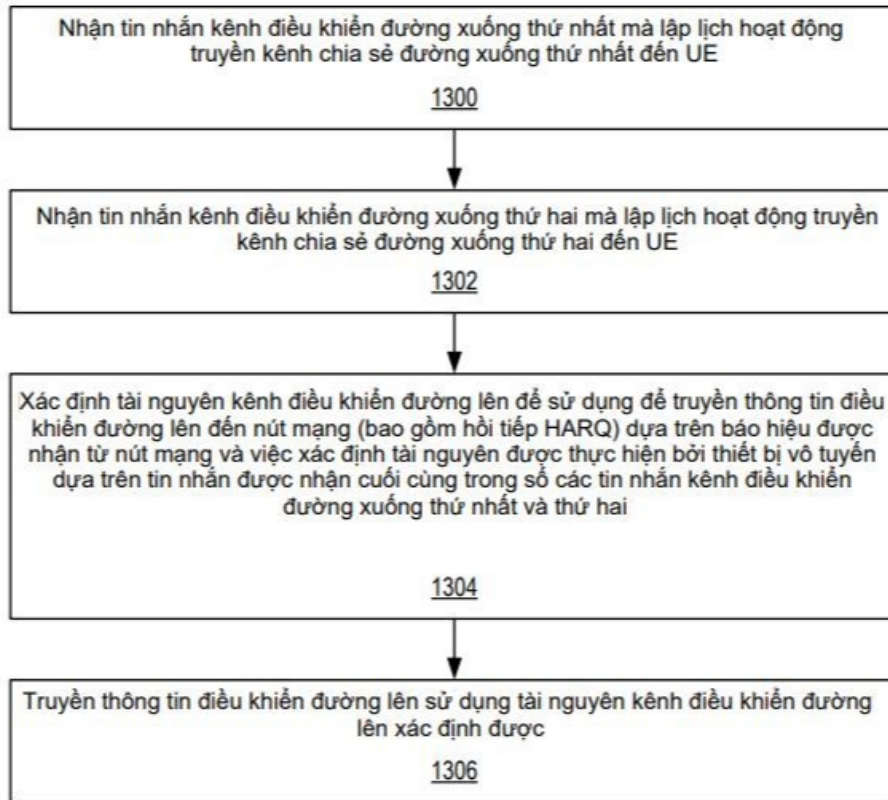 Nhận tin nhắn kênh điều khiển đường xuống thứ nhất mà lập lịch hoạt động
truyền kênh chia sẻ đường xuống thứ nhất đến UE
1300
Nhận tin nhắn kênh điều khiển đường xuống thứ hai mà lập lịch hoạt động truyền
kênh chia sẻ đường xuống thứ hai đến UE
1302
Xác định tài nguyên kênh điều khiển đường lên để sử dụng để truyền thông tin điều
khiển đường lên đến nút mạng (bao gồm hồi tiếp HARQ) dựa trên báo hiệu được
nhận từ nút mạng và việc xác định tài nguyên được thực hiện bởi thiết bị vô tuyến
dựa trên tin nhắn được nhận cuối cùng trong số các tin nhắn kênh điều khiển
đường xuống thứ nhất và thứ hai
1304
Truyền thông tin điều khiển đường lên sử dụng tài nguyên kênh điều khiển đường
lên xác định được
1306